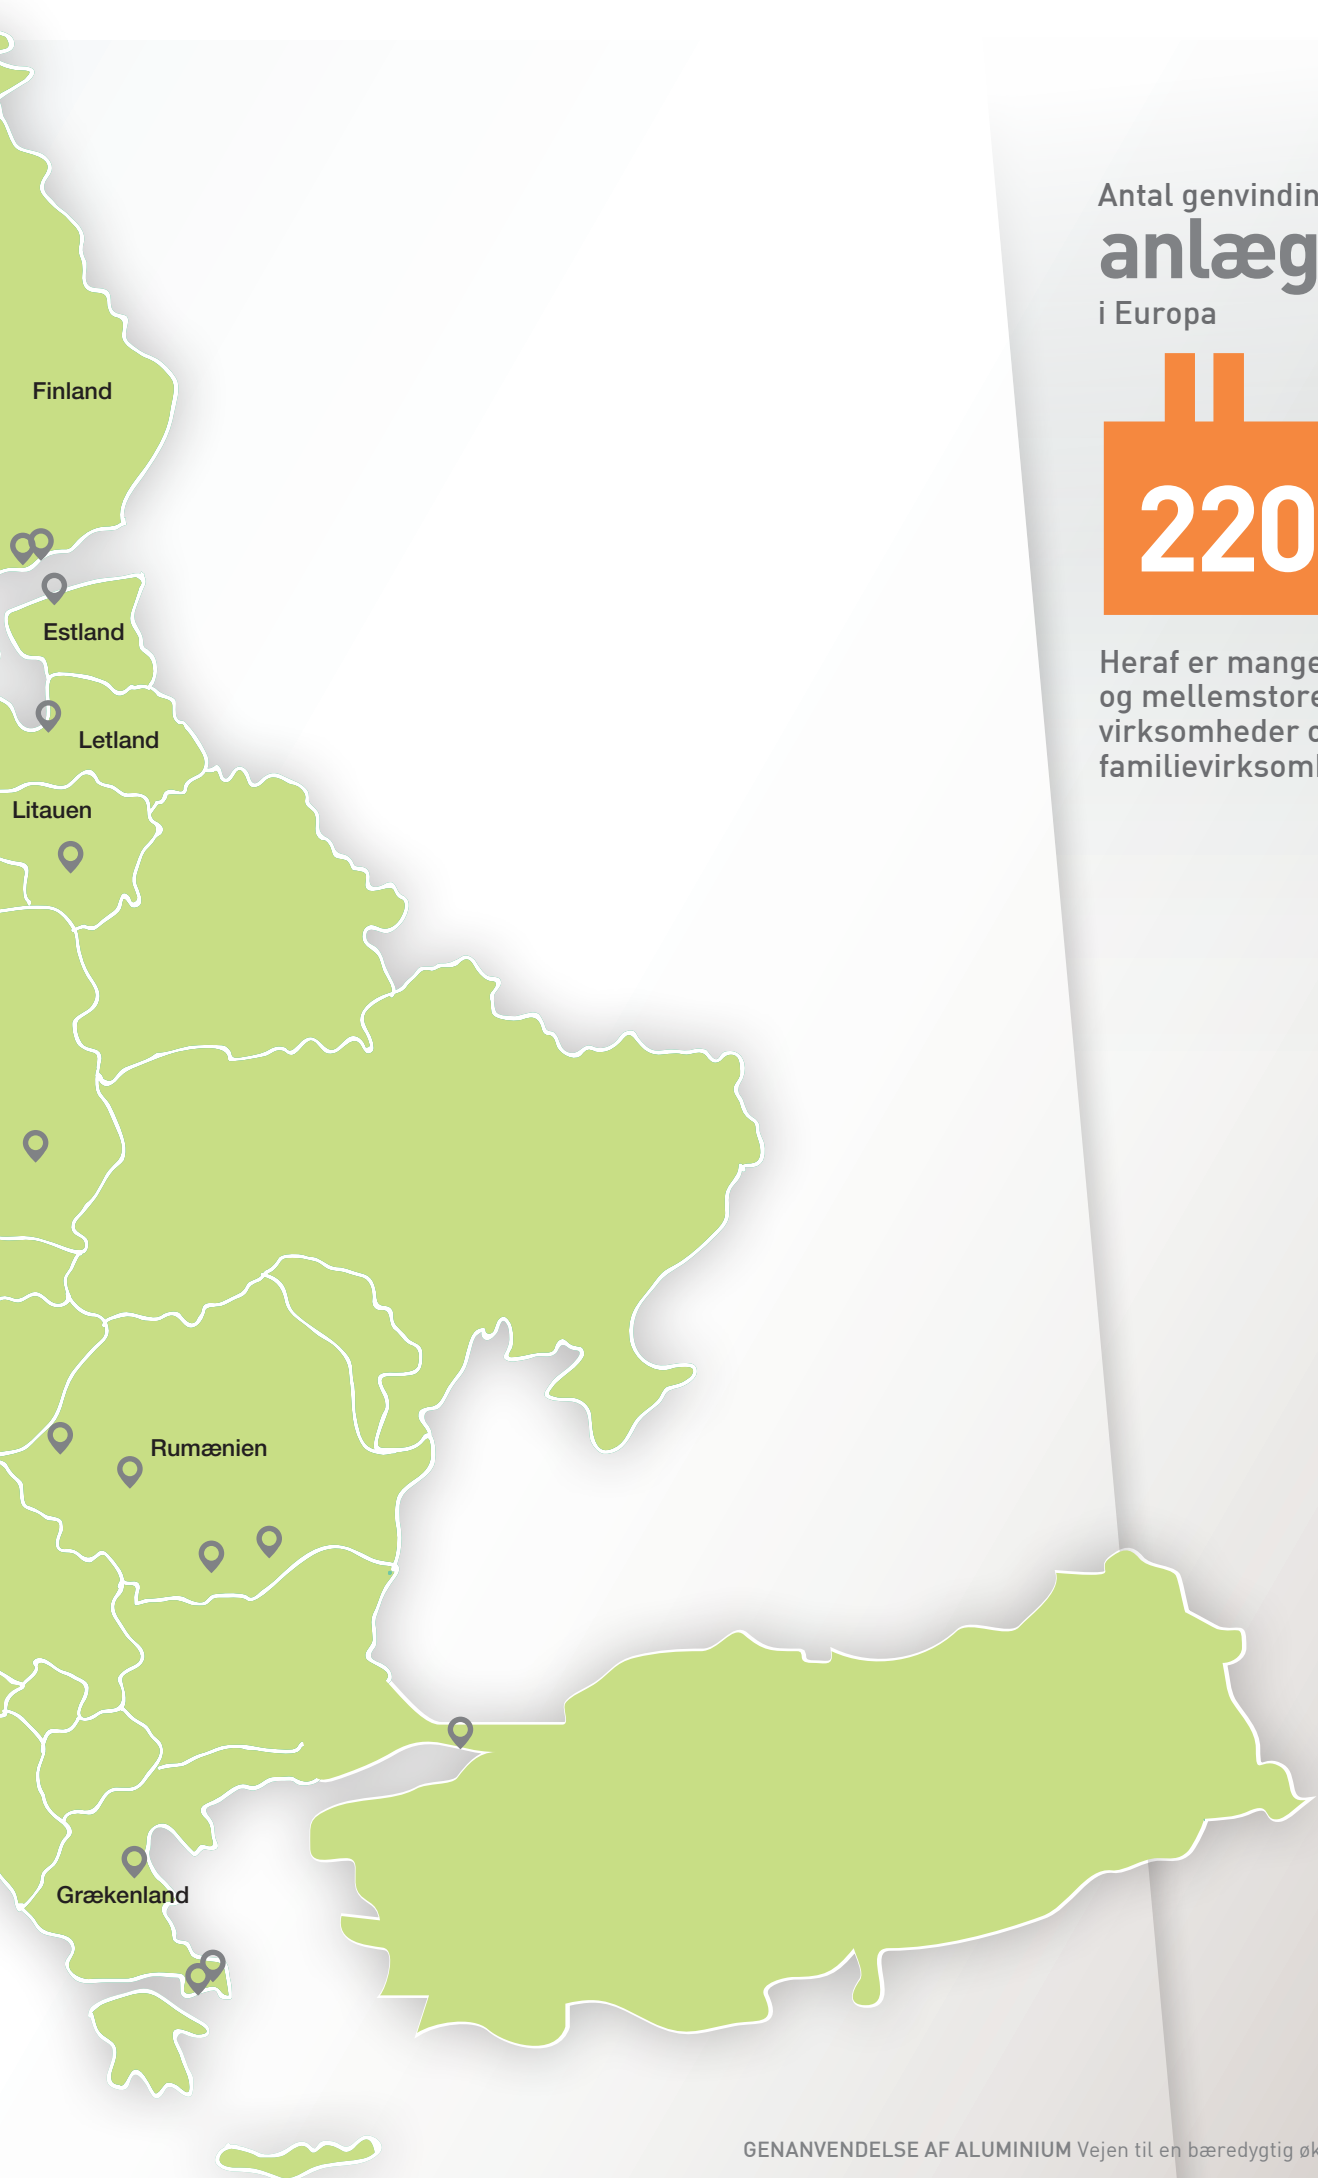 Antal genvindin
anlæg
i Europa
220
Heraf er mange
og mellemstore
virksomheder o
familievirksomh
Finland
Estland
Letland
Litauen
Rumænien
Grækenland
GENANVENDELSE AF ALUMINIUM Vejen til en bæredygtig øk